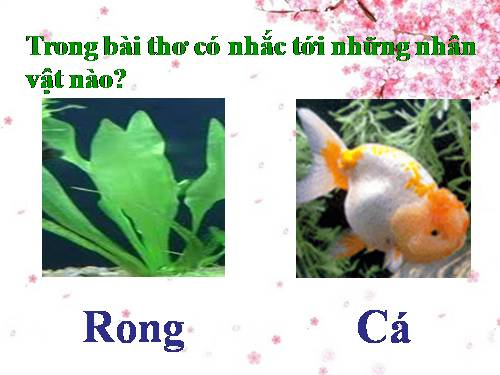 Trong bài thơ có nhắc tới những nhân
vật nào?
Rong
Cá